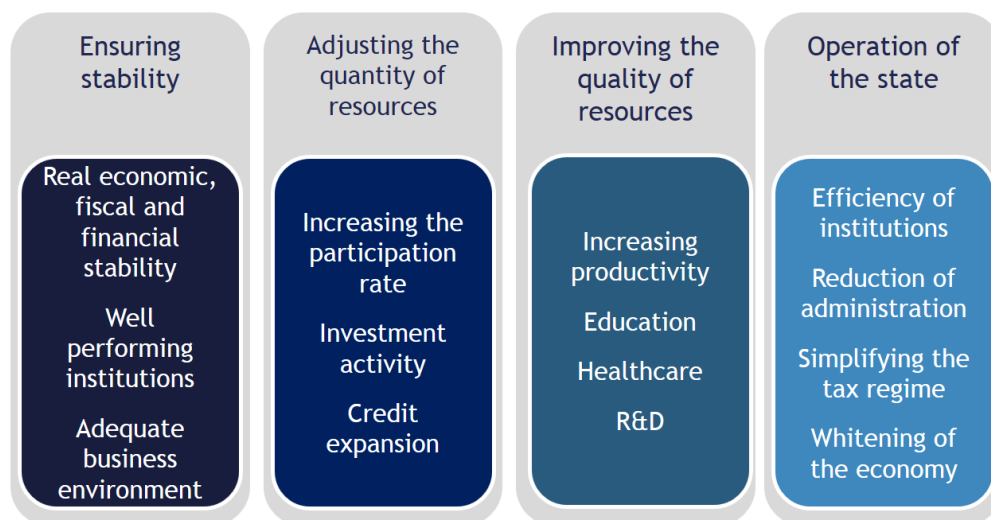 Ensuring
stability
Real economic,
fiscal and
financial
stability
Well
performing
institutions
Adequate
business
environment
Adjusting the
quantity of
resources
Increasing the
participation
rate
Investment
activity
Credit
expansion
Improving the
quality of
resources
Increasing
productivity
Education
Healthcare
R&D
Operation of
the state
Efficiency of
institutions
Reduction of
administration
Simplifying the
tax regime
Whitening of
the economy